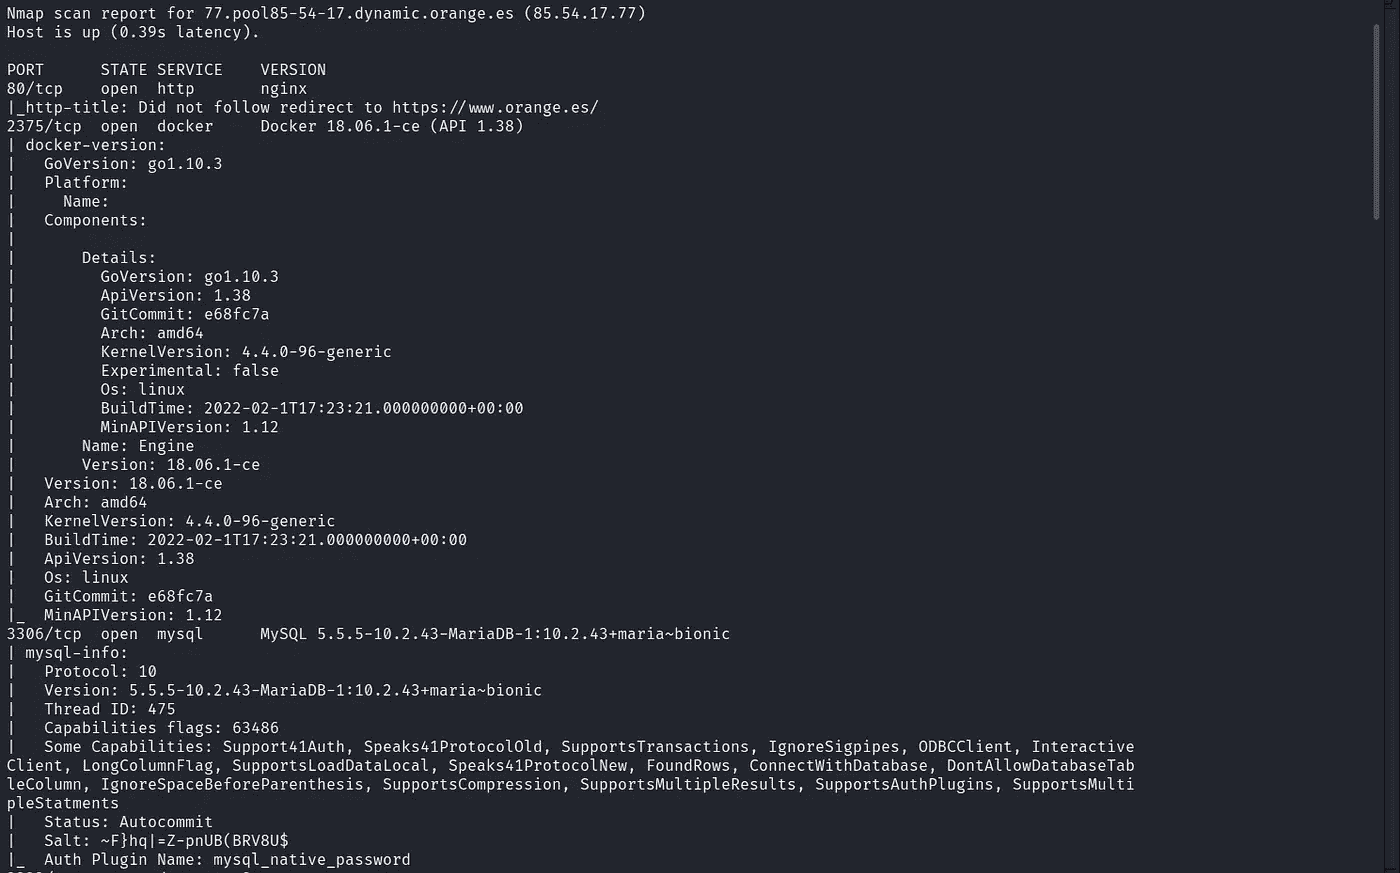 Nmap scan report for 77.pool85-54-17.dynamic.orange.es (85.54.17.77)
Host is up (0.39s latency).
PORT      STATE SERVICE    VERSION
80/tcp    open  http       nginx
|_http-title: Did not follow redirect to https://www.orange.es/
2375/tcp  open  docker     Docker 18.06.1-ce (API 1.38)
| docker-version:
|   GoVersion: go1.10.3
|   Platform:
|     Name:
|   Components:
|
|       Details:
|         GoVersion: go1.10.3
|         ApiVersion: 1.38
|         GitCommit: e68fc7a
|         Arch: amd64
|         KernelVersion: 4.4.0-96-generic
|         Experimental: false
|         Os: linux
|         BuildTime: 2022-02-1T17:23:21.000000000+00:00
|         MinAPIVersion: 1.12
|       Name: Engine
|       Version: 18.06.1-ce
|   Version: 18.06.1-ce
|   Arch: amd64
|   KernelVersion: 4.4.0-96-generic
|   BuildTime: 2022-02-1T17:23:21.000000000+00:00
|   ApiVersion: 1.38
|   Os: linux
|   GitCommit: e68fc7a
|_  MinAPIVersion: 1.12
3306/tcp  open  mysql      MySQL 5.5.5-10.2.43-MariaDB-1:10.2.43+maria~bionic
| mysql-info:
|   Protocol: 10
|   Version: 5.5.5-10.2.43-MariaDB-1:10.2.43+maria~bionic
|   Thread ID: 475
|   Capabilities flags: 63486
|   Some Capabilities: Support41Auth, Speaks41ProtocolOld, SupportsTransactions, IgnoreSigpipes, ODBCClient, Interactive
Client, LongColumnFlag, SupportsLoadDataLocal, Speaks41ProtocolNew, FoundRows, ConnectWithDatabase, DontAllowDatabaseTab
leColumn, IgnoreSpaceBeforeParenthesis, SupportsCompression, SupportsMultipleResults, SupportsAuthPlugins, SupportsMulti
pleStatments
|   Status: Autocommit
|   Salt: ~F}hq|=Z-pnUB(BRV8U$
|_  Auth Plugin Name: mysql_native_password